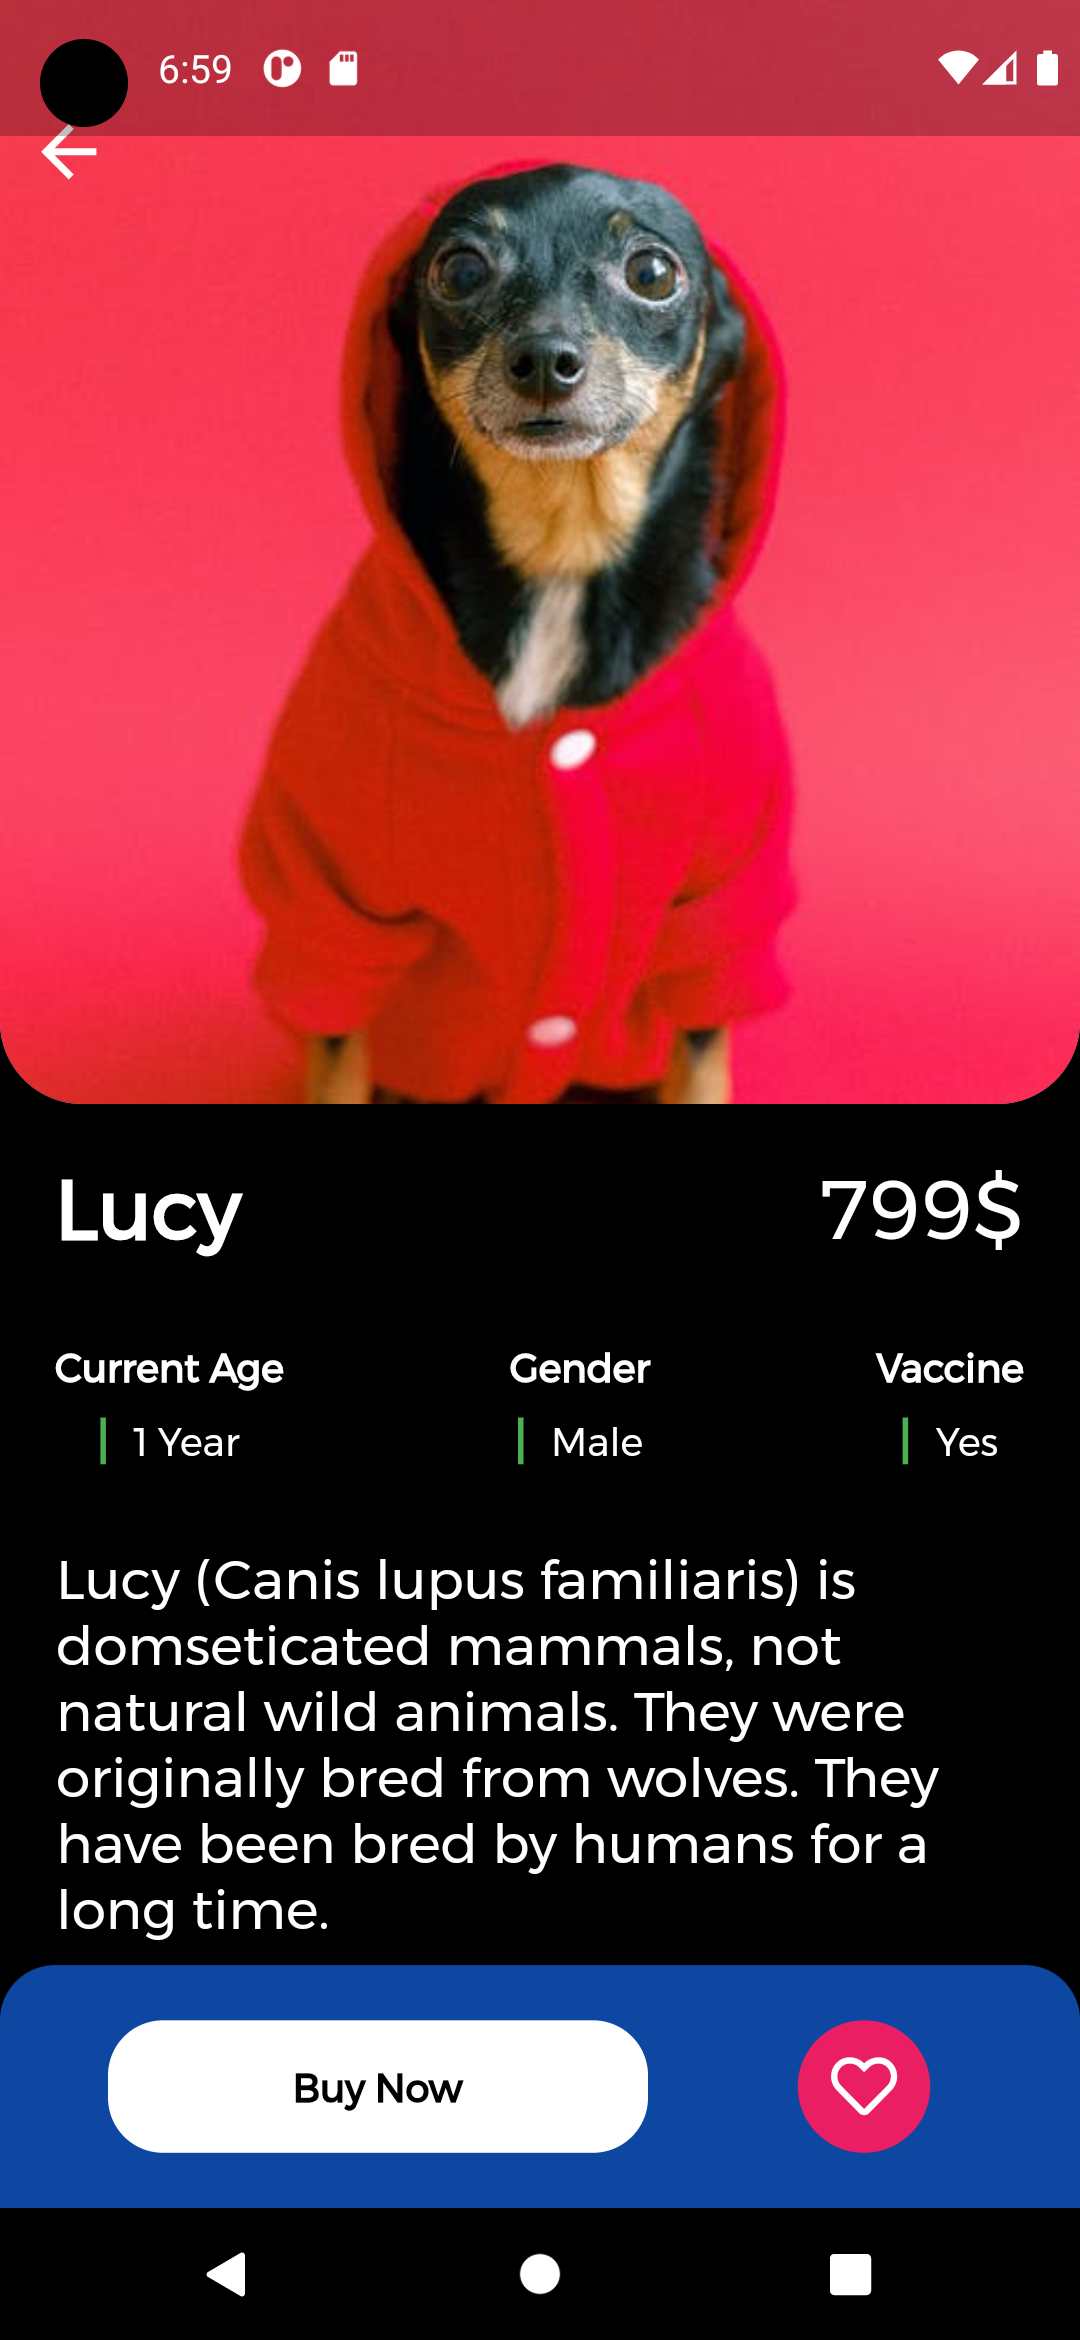 6:59
Lucy
799$
Current Age
Gender
Vaccine
1 Year
Male
Yes
Lucy (Canis lupus familiaris) is
domseticated mammals, not
natural wild animals. They were
originally bred from wolves. They
have been bred by humans for a
long time.
Buy Now